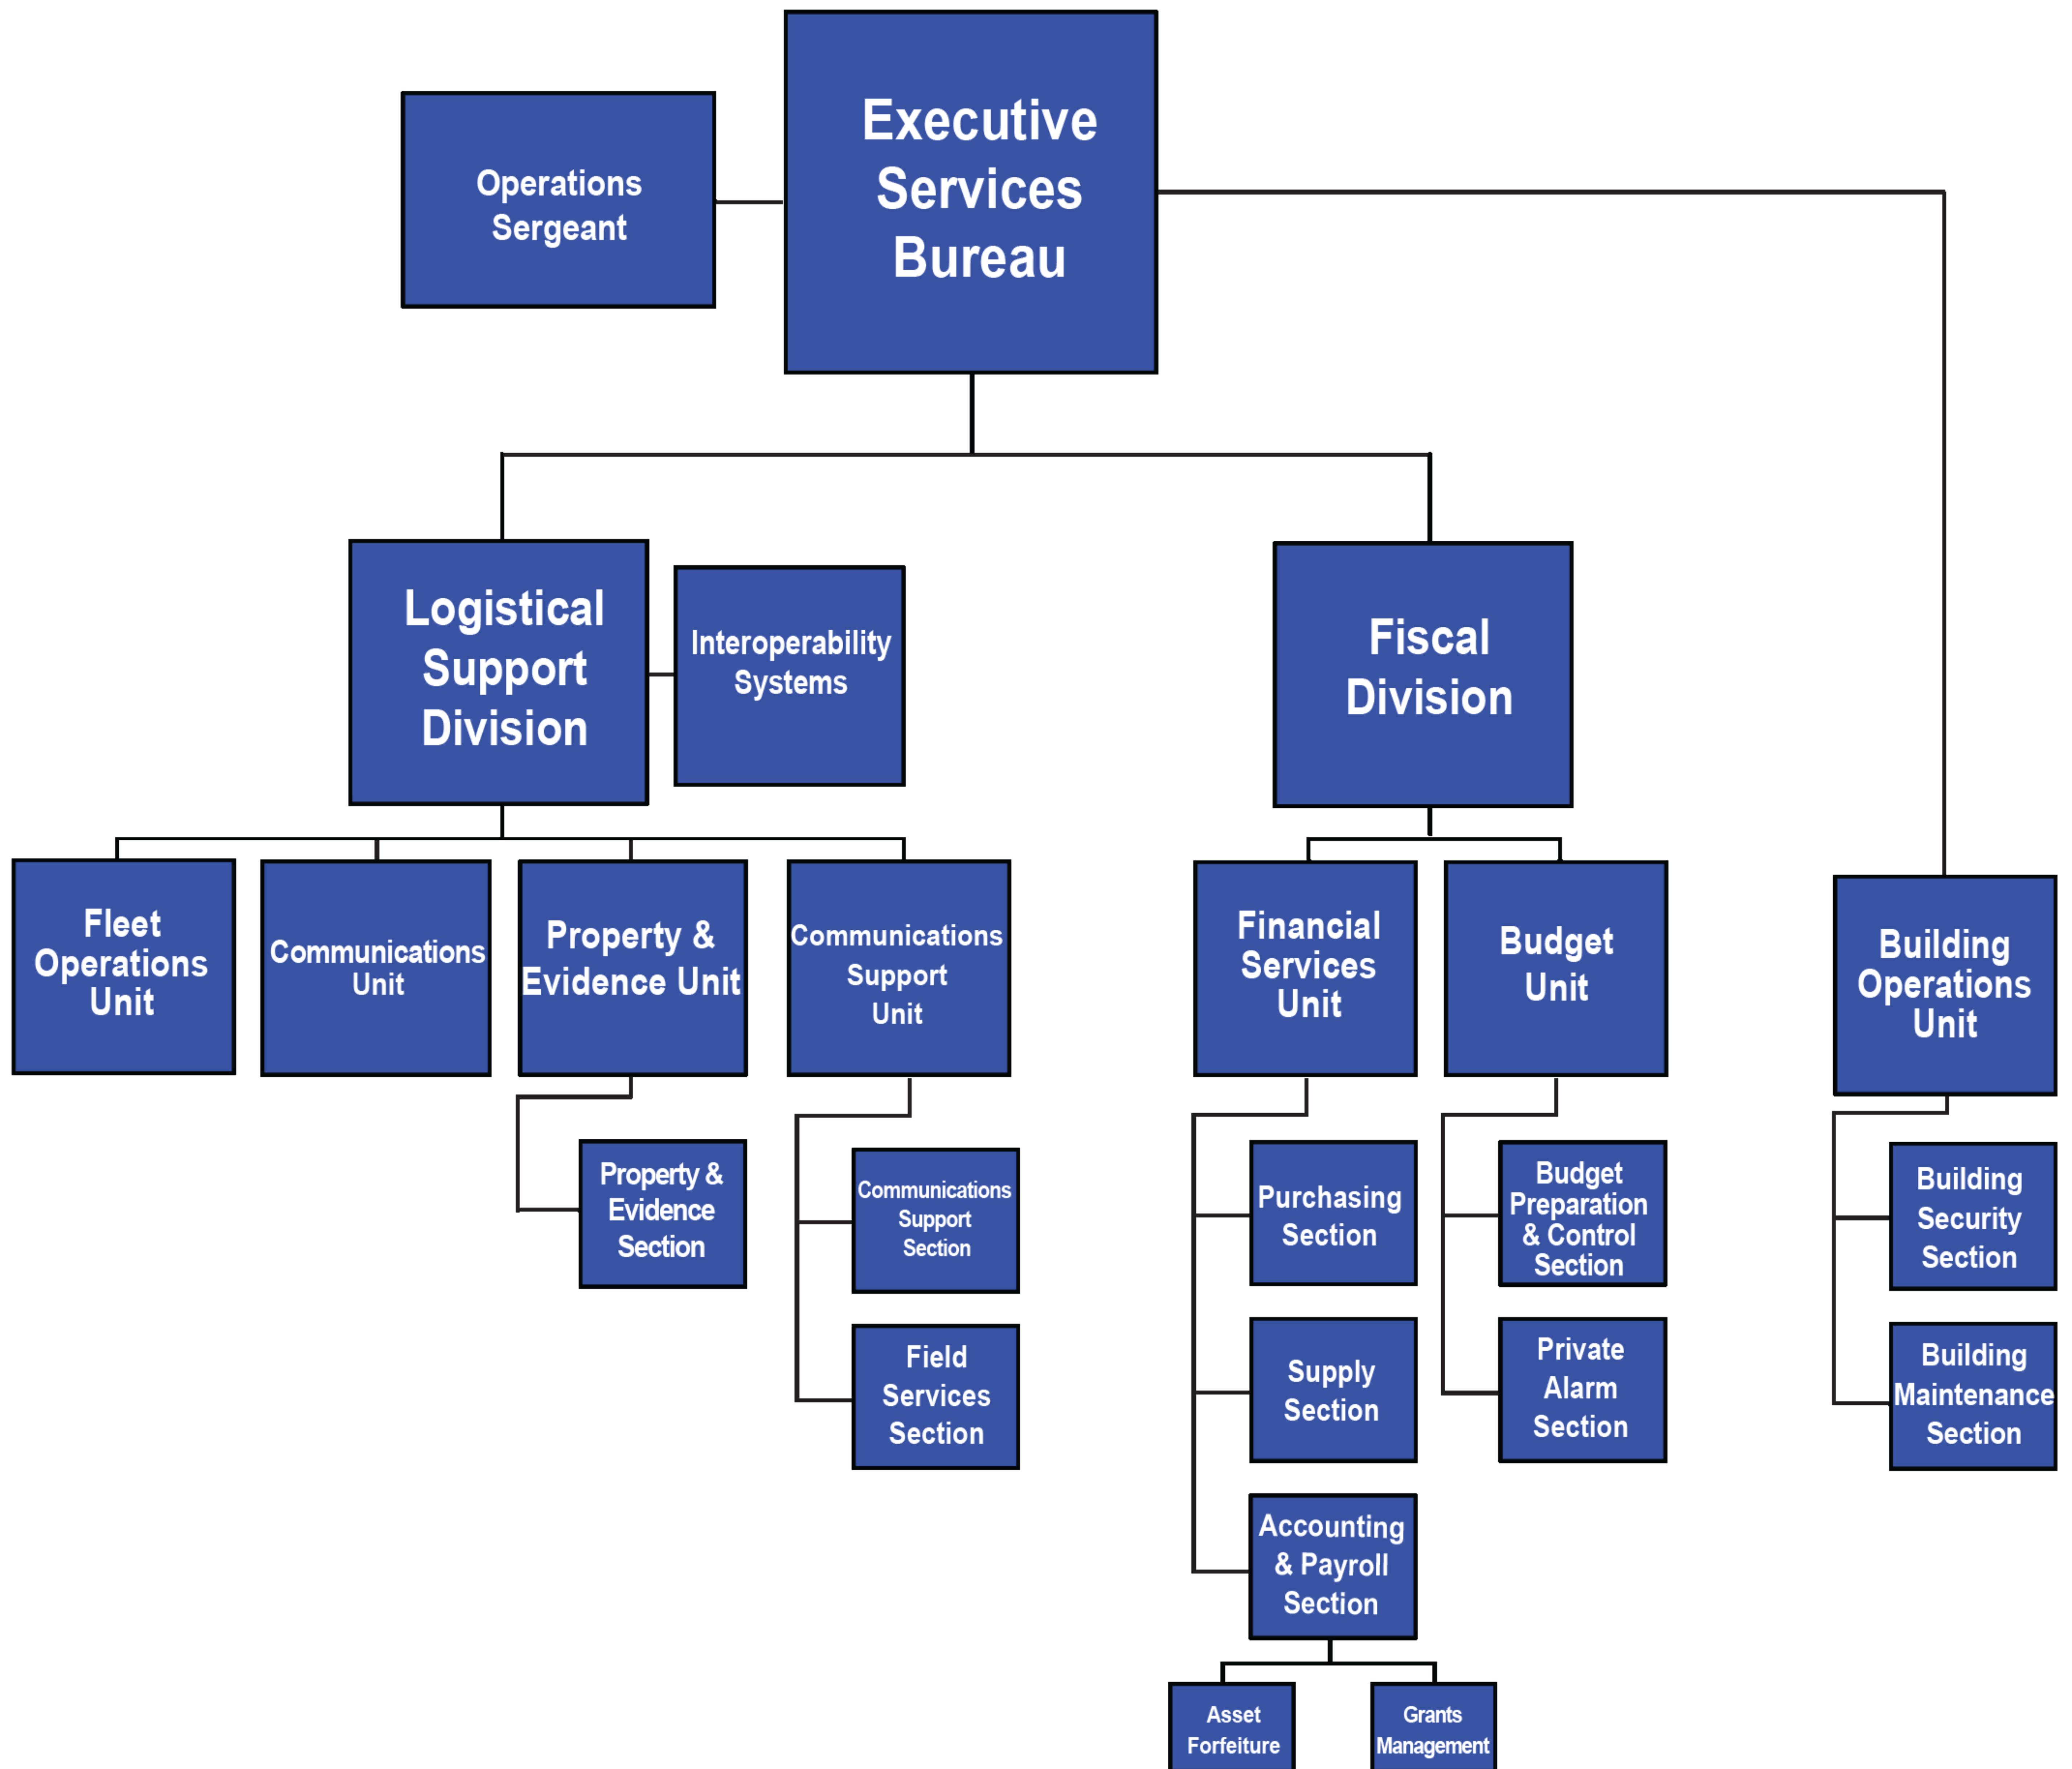 Executive
Services
Bureau
Operations
Sergeant
Logistical
Support
Division
Interoperability
Systems
Fiscal
Division
Fleet
Operations
Unit
Communications
Unit
Property &
Evidence Unit
Communications
Support
Unit
Financial
Services
Unit
Budget
Unit
Building
Operations
Unit
Property &
Evidence
Section
Communications
Support
Section
Field
Services
Section
Purchasing
Section
Supply
Section
Accounting
& Payroll
Section
Budget
Preparation
& Control
Section
Private
Alarm
Section
Building
Security
Section
Building
Maintenance
Section
Asset
Forfeiture
Grants
Management